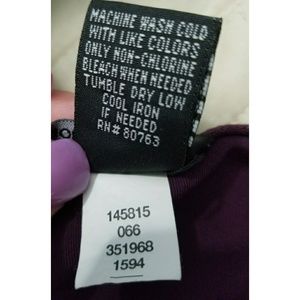 MACHINE WASH COLD
WITH LIKE COLORS
ONLY NON-CHLORINE
BLEACH WHEN NEEDED
TUMBLE DRY LOW
COOL IRON
IF NEEDED
RN# 80763
145815
066
351968
1594